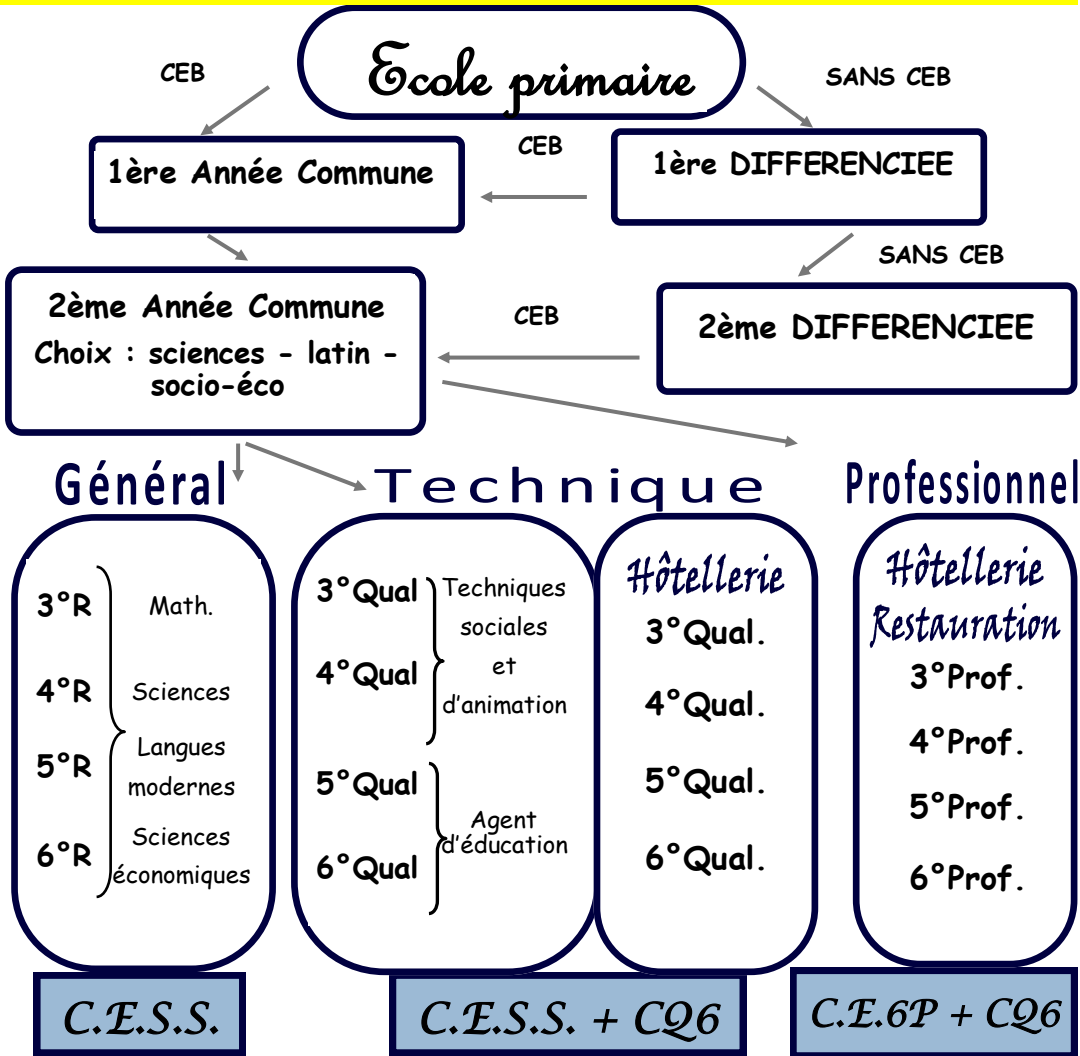 Ecole primaire
CEB
SANS CEB
1ère Année Commune
CEB
1ère DIFFERENCIEE
SANS CEB
2ème Année Commune
Choix : sciences - latin -
socio-éco
CEB
2ème DIFFERENCIEE
Général
3°R
4°R
5°R
6°R
Math.
Sciences
Langues
modernes
Sciences
économiques
C.E.S.S.
Technique
3°Qual
4°Qual
Techniques
sociales
et
d'animation
5°Qual
6°Qual
Agent
d'éducation
Hôtellerie
3°Qual.
4°Qual.
5°Qual.
6°Qual.
C.E.S.S. + CQ6
Professionnel
Hôtellerie
Restauration
3°Prof.
4°Prof.
5°Prof.
6°Prof.
C.E.6P + CQ6